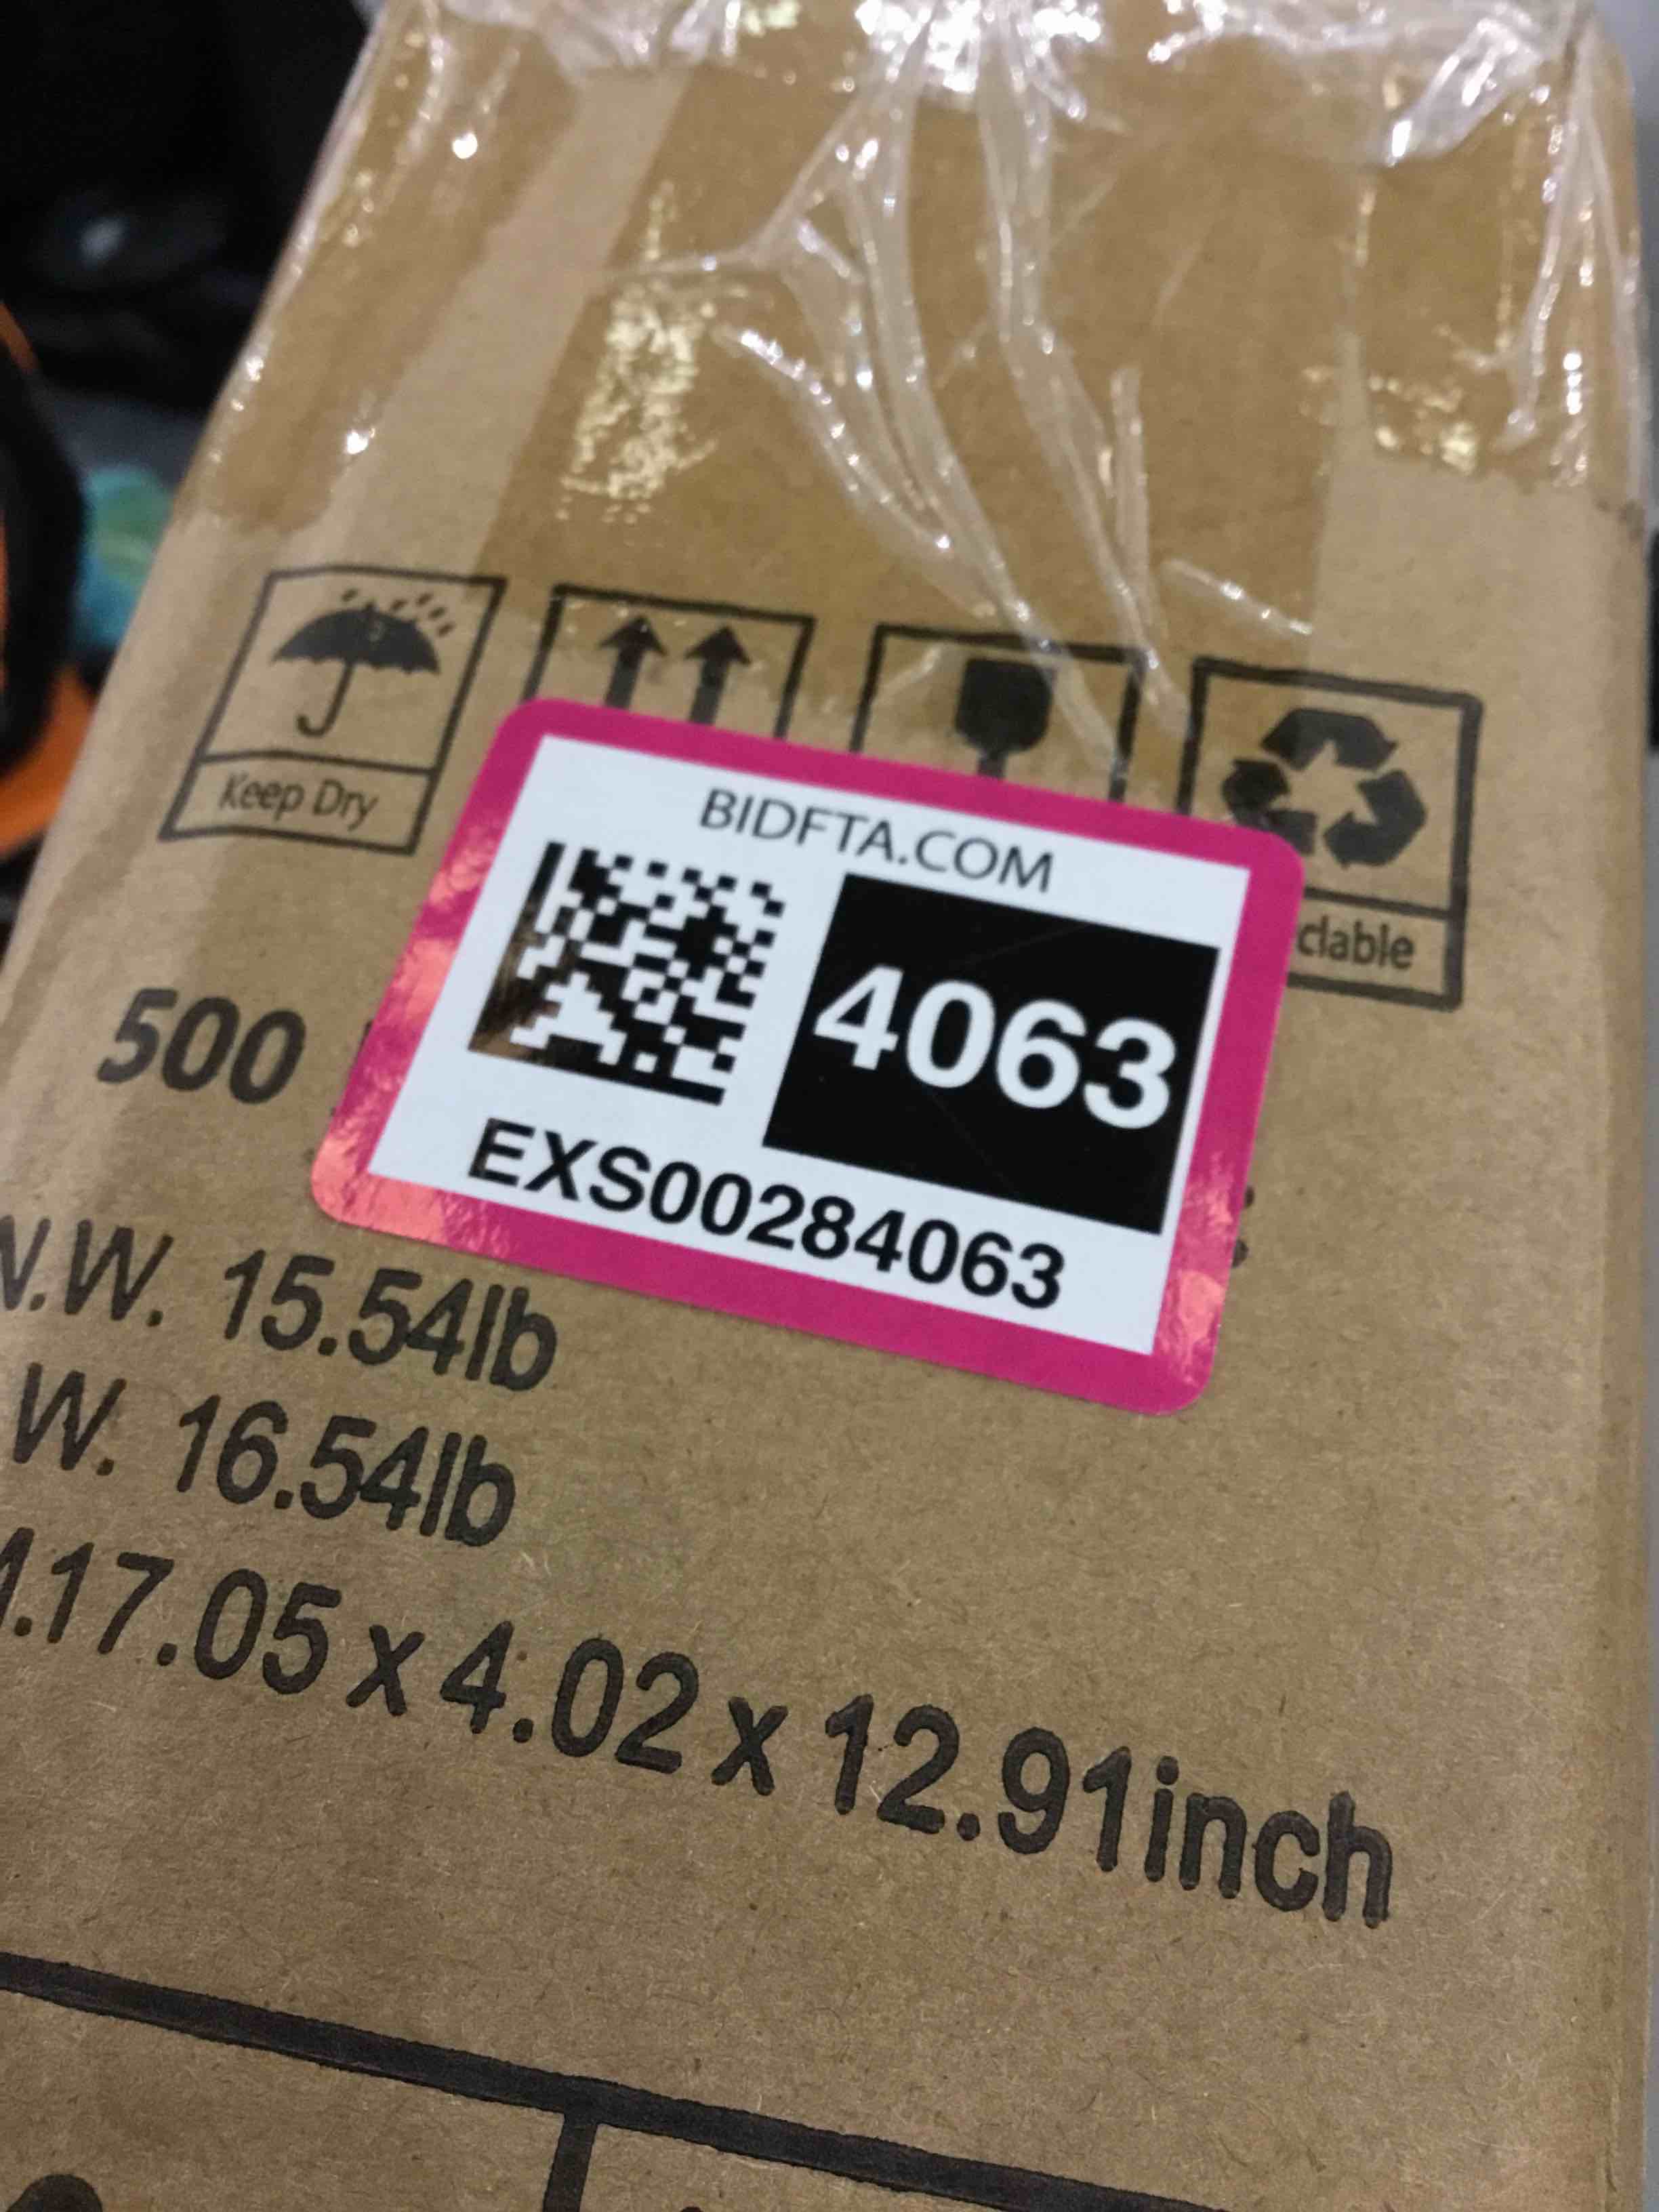 Keep Dry
clable
BIDFTA.COM
4063
EXS00284063
500
N.W. 15.54lb
W. 16.54lb
.17.05 x 4.02 x 12.91inch